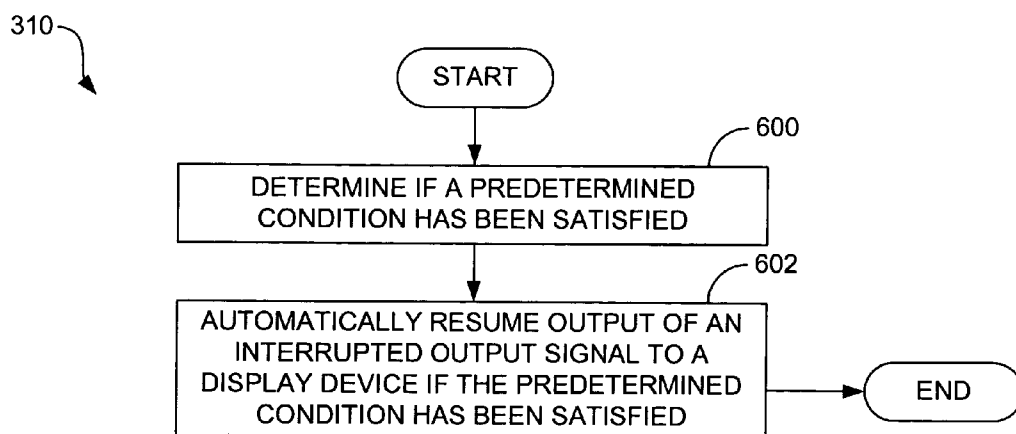 310
START
600
DETERMINE IF A PREDETERMINED
CONDITION HAS BEEN SATISFIED
602
AUTOMATICALLY RESUME OUTPUT OF AN
INTERRUPTED OUTPUT SIGNAL TO A
DISPLAY DEVICE IF THE PREDETERMINED
CONDITION HAS BEEN SATISFIED
END